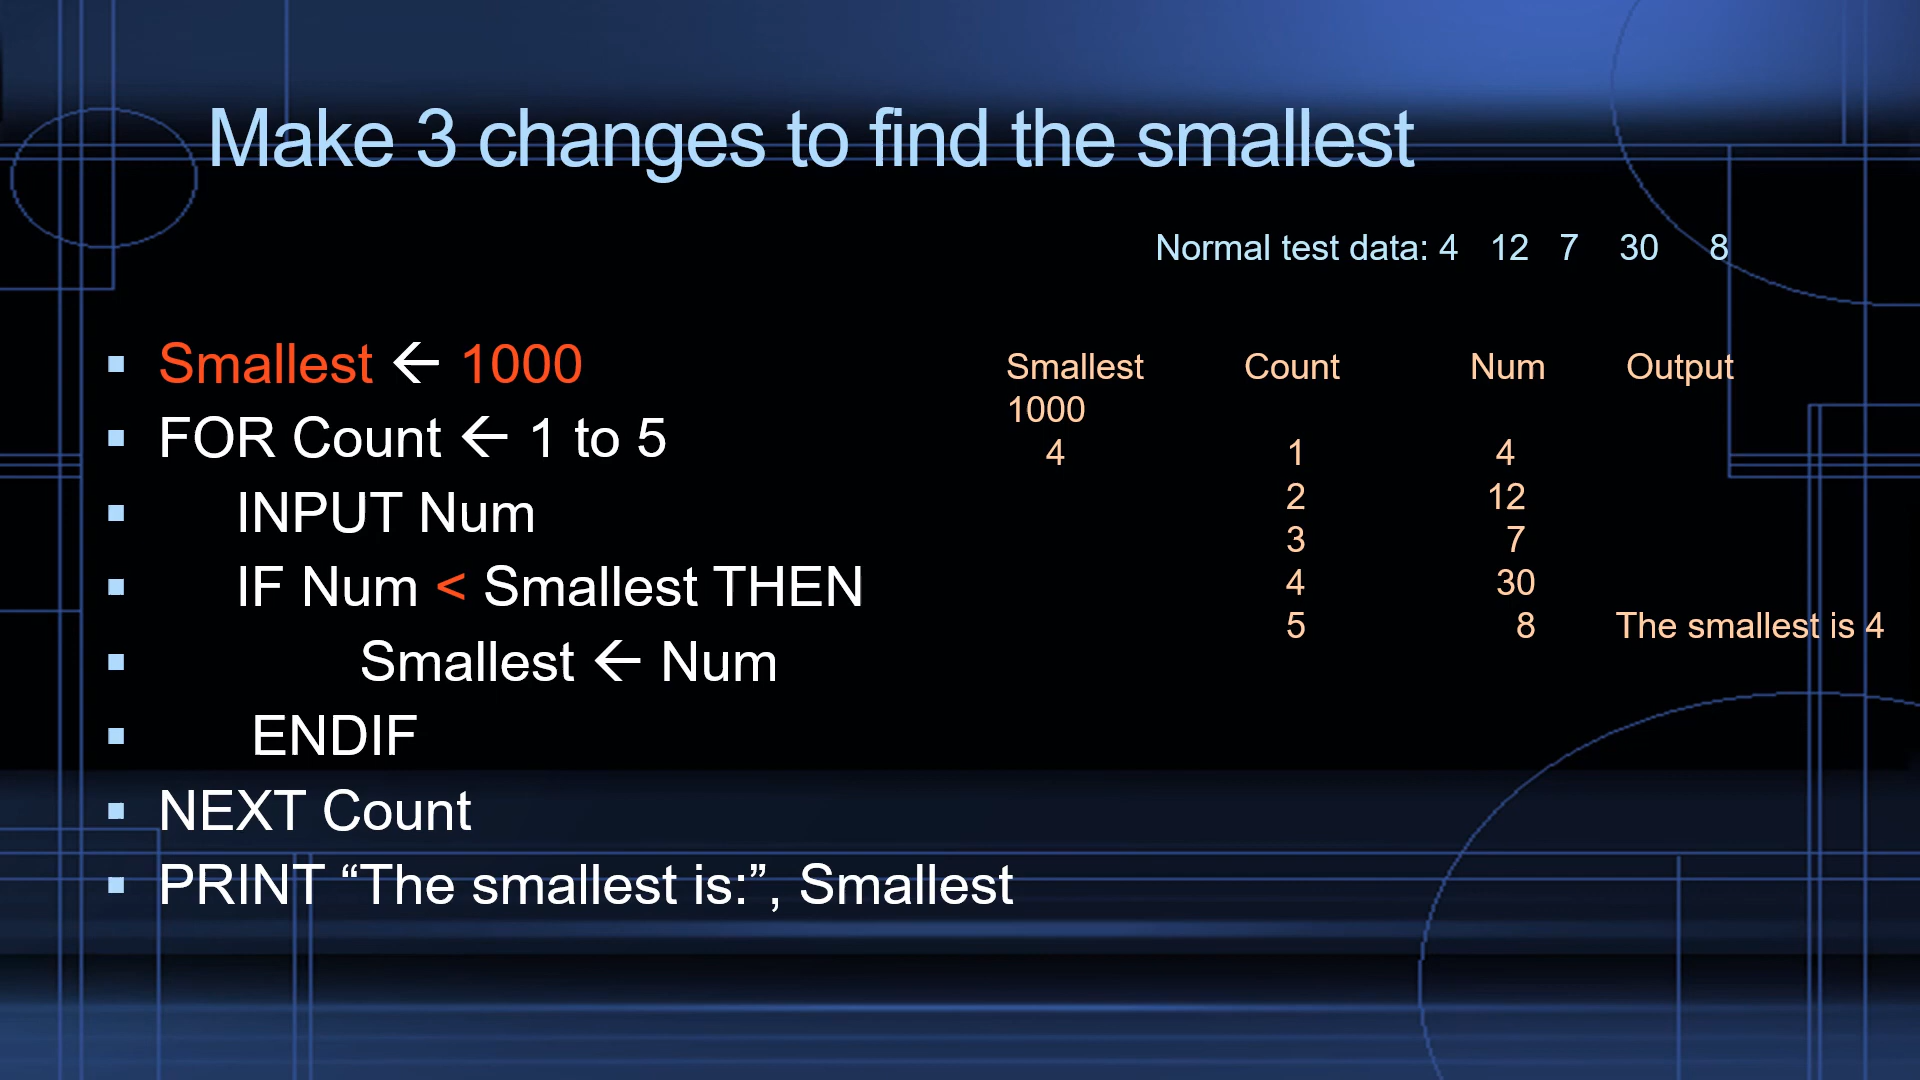 Make 3 changes to find the smallest
Normal test data: 4 12 7 30 8
▪ Smallest ← 1000
▪ FOR Count ← 1 to 5
▪ INPUT Num
▪ IF Num < Smallest THEN
▪ Smallest ← Num
▪ ENDIF
▪ NEXT Count
▪ PRINT “The smallest is:”, Smallest
Smallest Count Num Output
1000
4 1 4
2 12
3 7
4 30
5 8 The smallest is 4